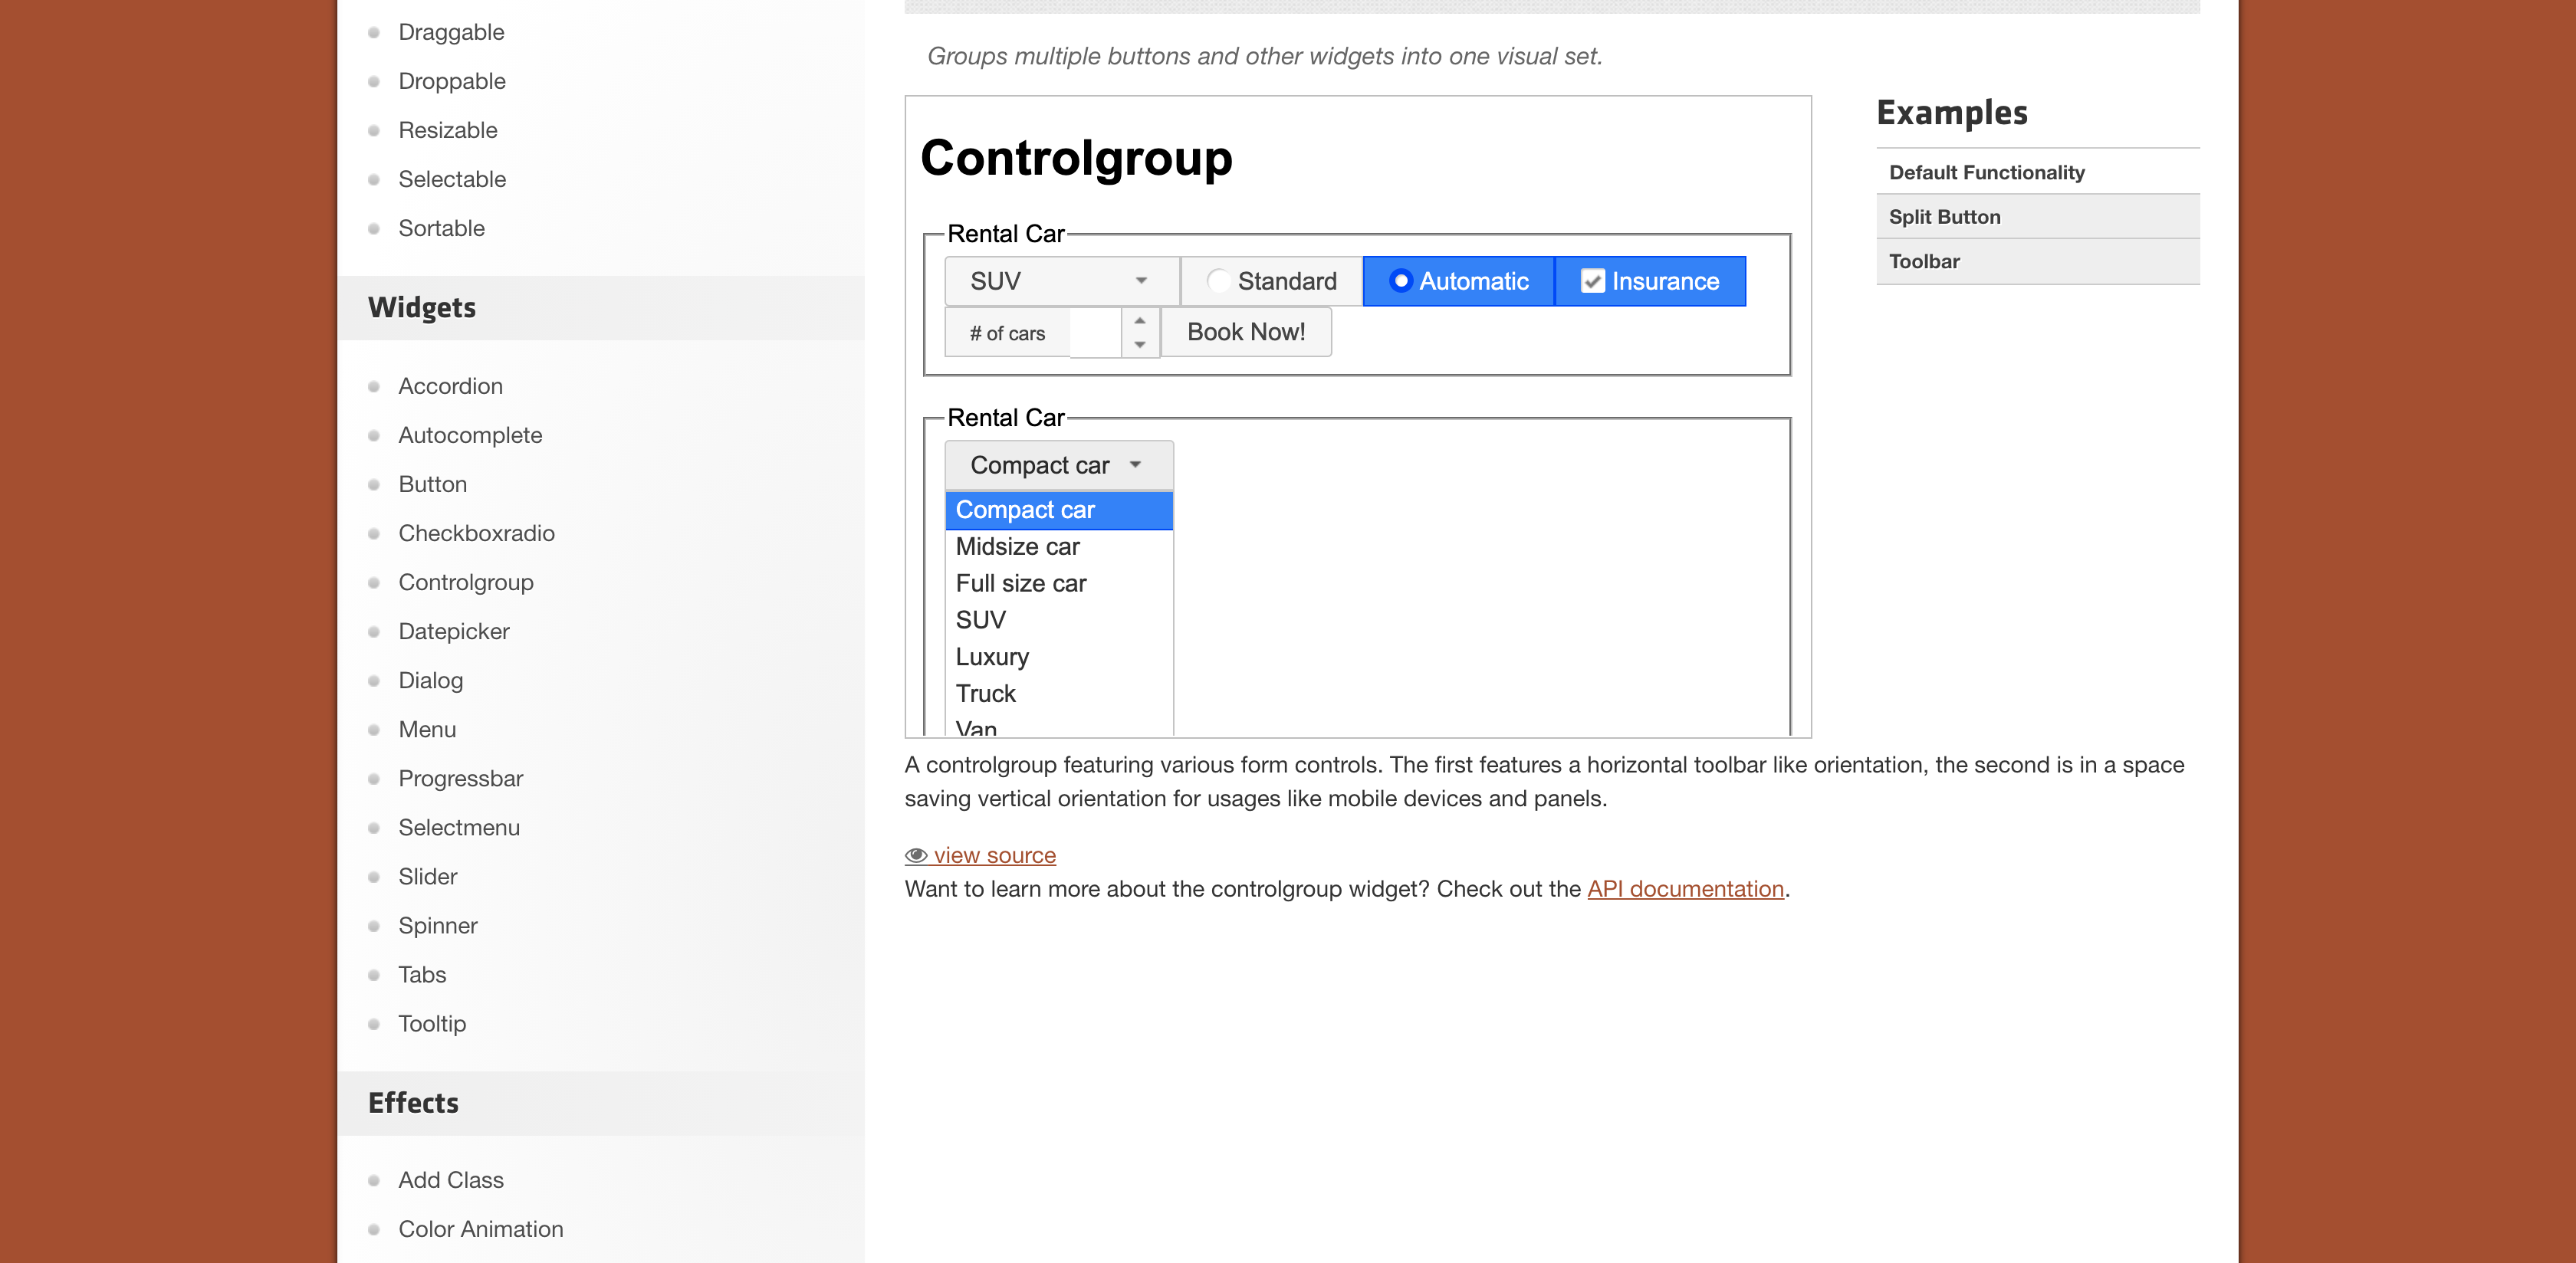 Draggable
Droppable
Resizable
Selectable
Sortable
Widgets
Accordion
Autocomplete
Button
Checkboxradio
Controlgroup
Datepicker
Dialog
Menu
Progressbar
Selectmenu
Slider
Spinner
Tabs
Tooltip
Effects
Add Class
Color Animation
Groups multiple buttons and other widgets into one visual set.
Controlgroup
Rental Car
SUV Standard Automatic Insurance
# of cars Book Now!
Rental Car
Compact car
Compact car
Midsize car
Full size car
SUV
Luxury
Truck
Van
A controlgroup featuring various form controls. The first features a horizontal toolbar like orientation, the second is in a space
saving vertical orientation for usages like mobile devices and panels.
view source
Want to learn more about the controlgroup widget? Check out the API documentation.
Examples
Default Functionality
Split Button
Toolbar